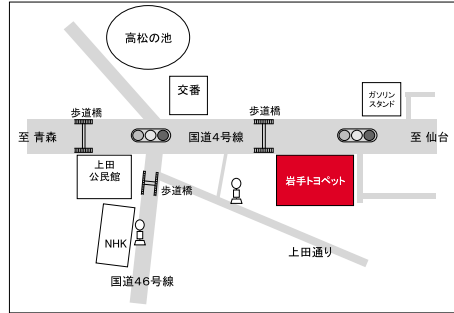 高松の池
交番
ガソリン
スタンド
歩道橋
歩道橋
至 青森
国道4号線
至 仙台
上田
公民館
歩道橋
岩手トヨペット
NHK
上田通り
国道46号線